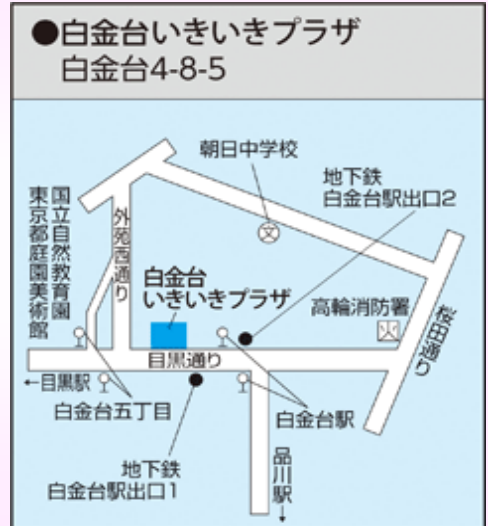 ●白金台いきいきプラザ
白金台4-8-5
朝日中学校
地下鉄
白金台駅出口2
国立自然教育園
東京都庭園美術館
外苑西通り
文
白金台
いきいきプラザ
高輪消防署
火
桜田通り
目黒通り
←目黒駅
白金台五丁目
白金台駅
地下鉄
白金台駅出口1
品川駅→